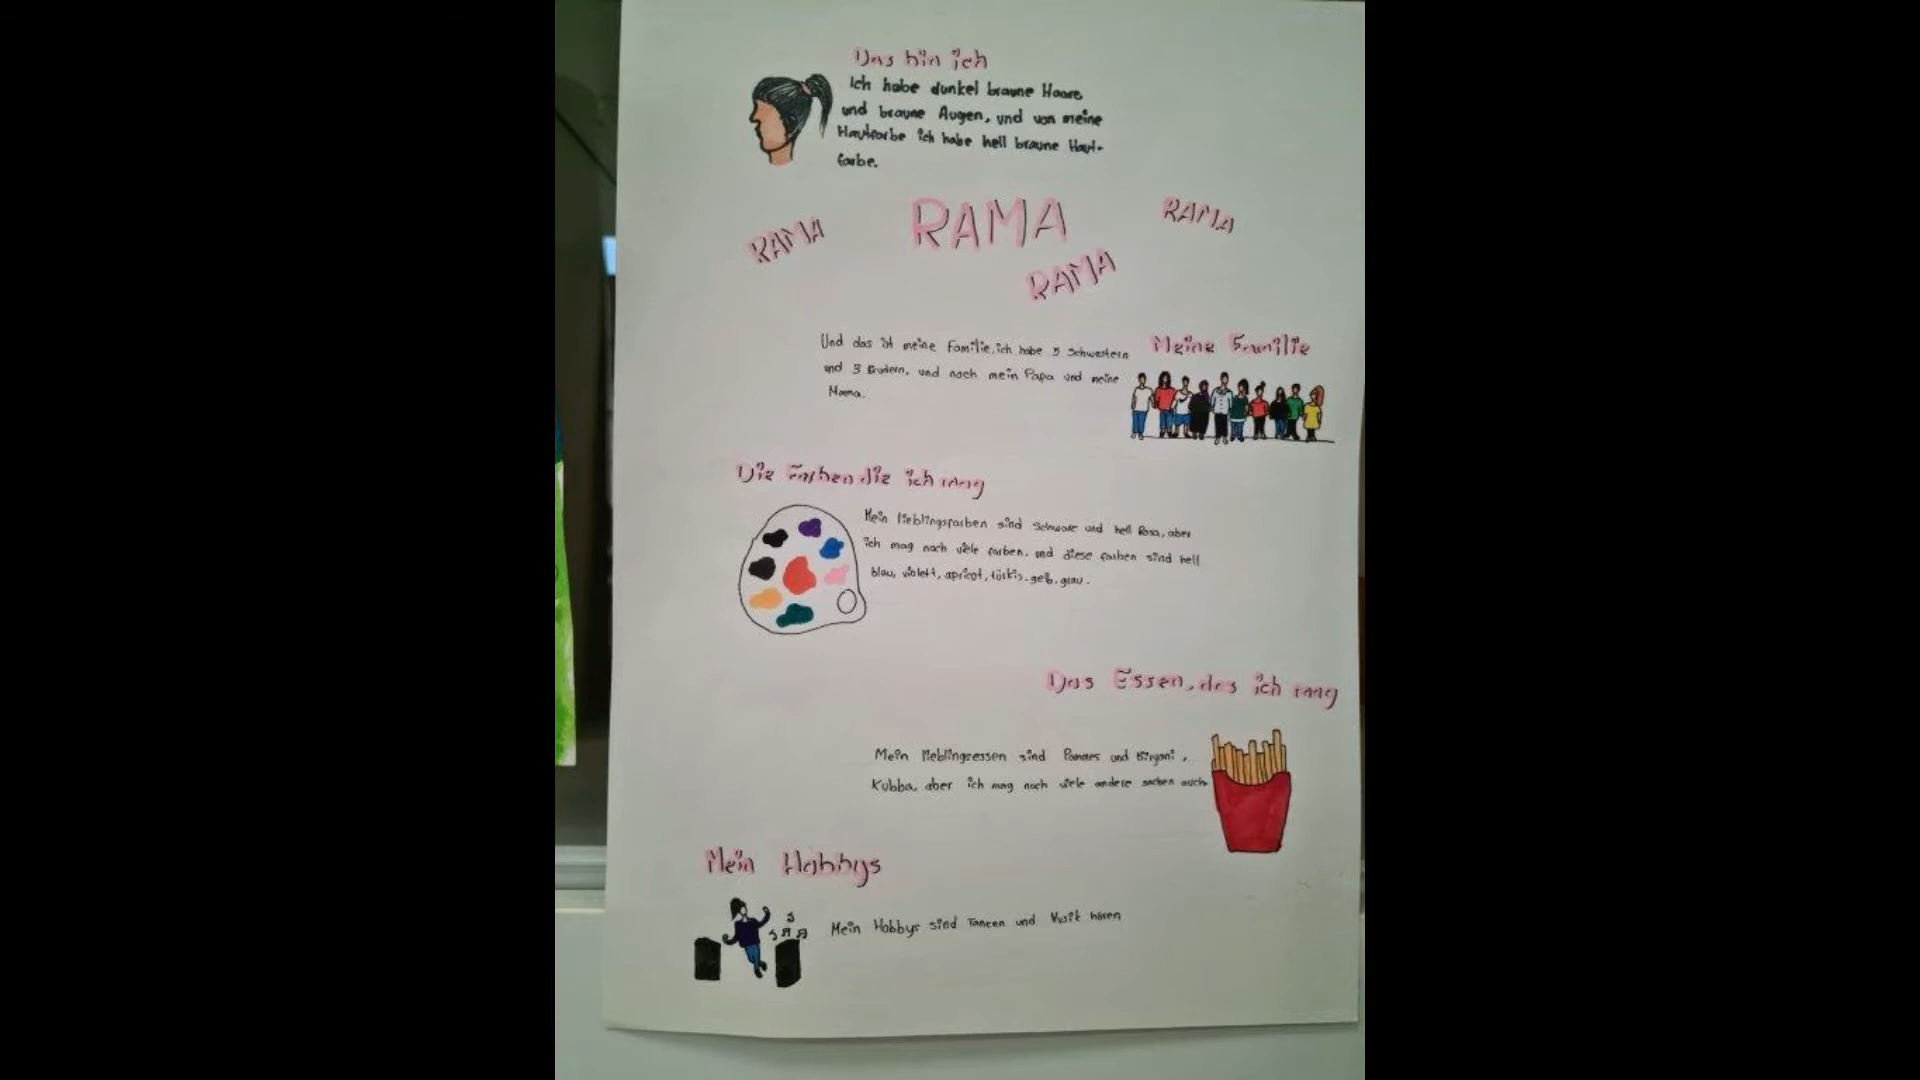 Das bin ich
Ich habe dunkel braune Haare
und braune Augen, und von meine
Hautfarbe ich habe hell braune Haut-
farbe.
RAMA
RAMA
RAMA
RAMA
Meine Familie
Und das ist meine Familie, ich habe 5 Schwestern
und 3 Brudern, und noch mein Papa und meine
Mama.
Die Farben die ich mag
Mein lieblingsfarben sind Schwarz und hell Rosa, aber
ich mag noch viele farben, und diese farben sind hell
blau, violett, apricot, türkis, gelb, grau.
Das Essen, das ich mag
Mein lieblingsessen sind Pommes und Biryani,
Kubba, aber ich mag noch viele andere sachen auch
Mein Hobbys
Mein Hobbys sind Tanzen und Musik hören